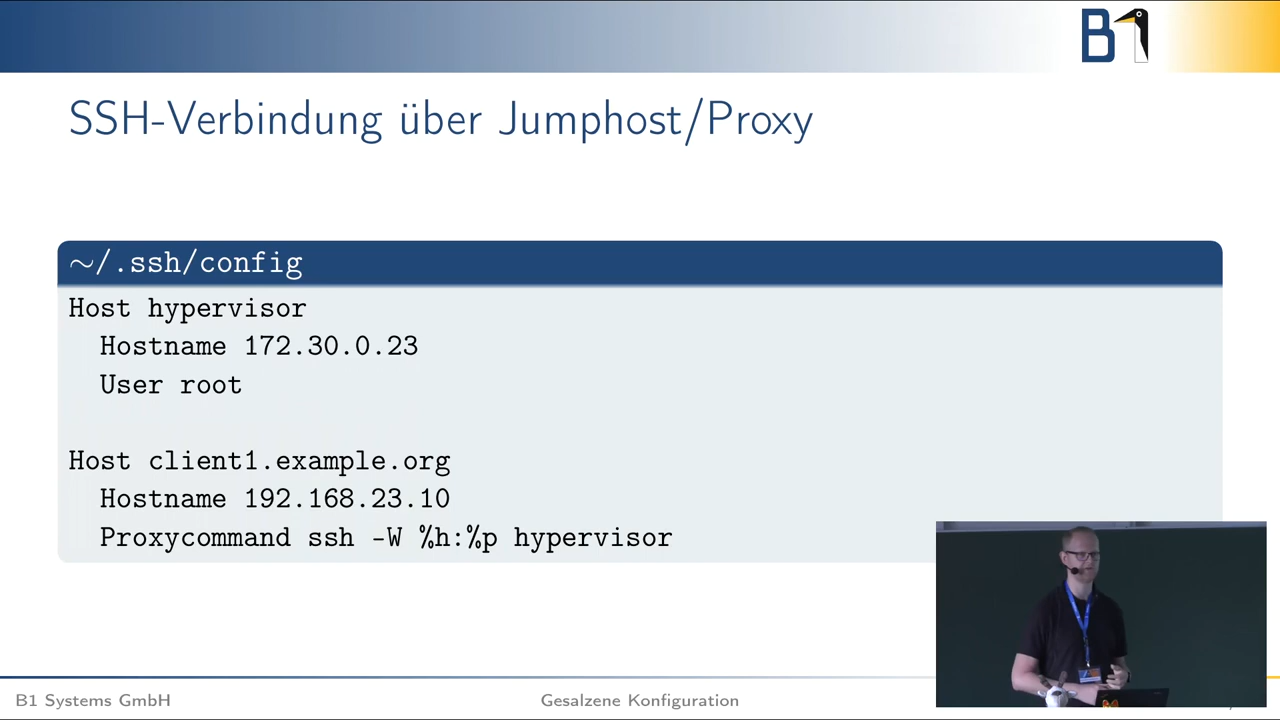 B1
SSH-Verbindung über Jumphost/Proxy
~/.ssh/config
Host hypervisor
Hostname 172.30.0.23
User root
Host client1.example.org
Hostname 192.168.23.10
Proxycommand ssh -W %h:%p hypervisor
B1 Systems GmbH
Gesalzene Konfiguration